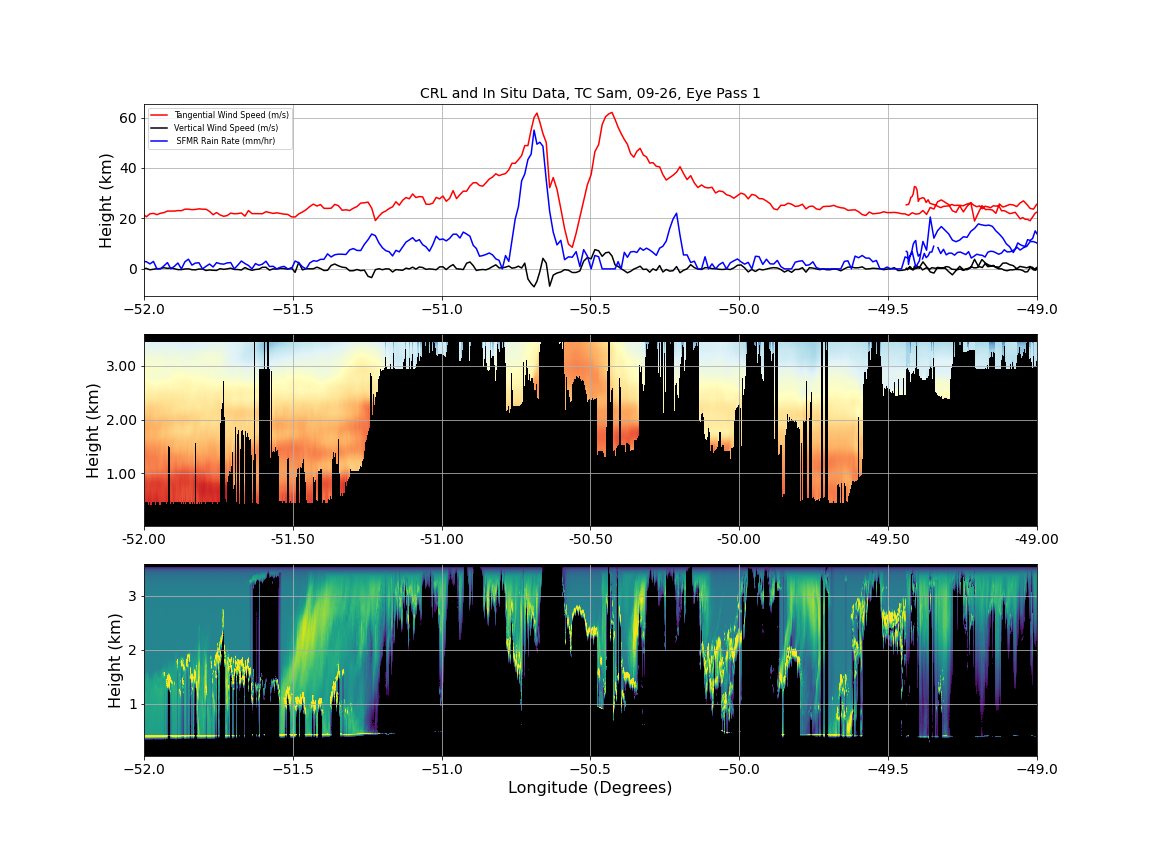 CRL and In Situ Data, TC Sam, 09-26, Eye Pass 1
Height (km)
60
40
20
0
Tangential Wind Speed (m/s)
Vertical Wind Speed (m/s)
SFMR Rain Rate (mm/hr)
−52.0 −51.5 −51.0 −50.5 −50.0 −49.5 −49.0
Height (km)
3.00
2.00
1.00
-52.00 -51.50 -51.00 -50.50 -50.00 -49.50 -49.00
Height (km)
3
2
1
−52.0 −51.5 −51.0 −50.5 −50.0 −49.5 −49.0
Longitude (Degrees)